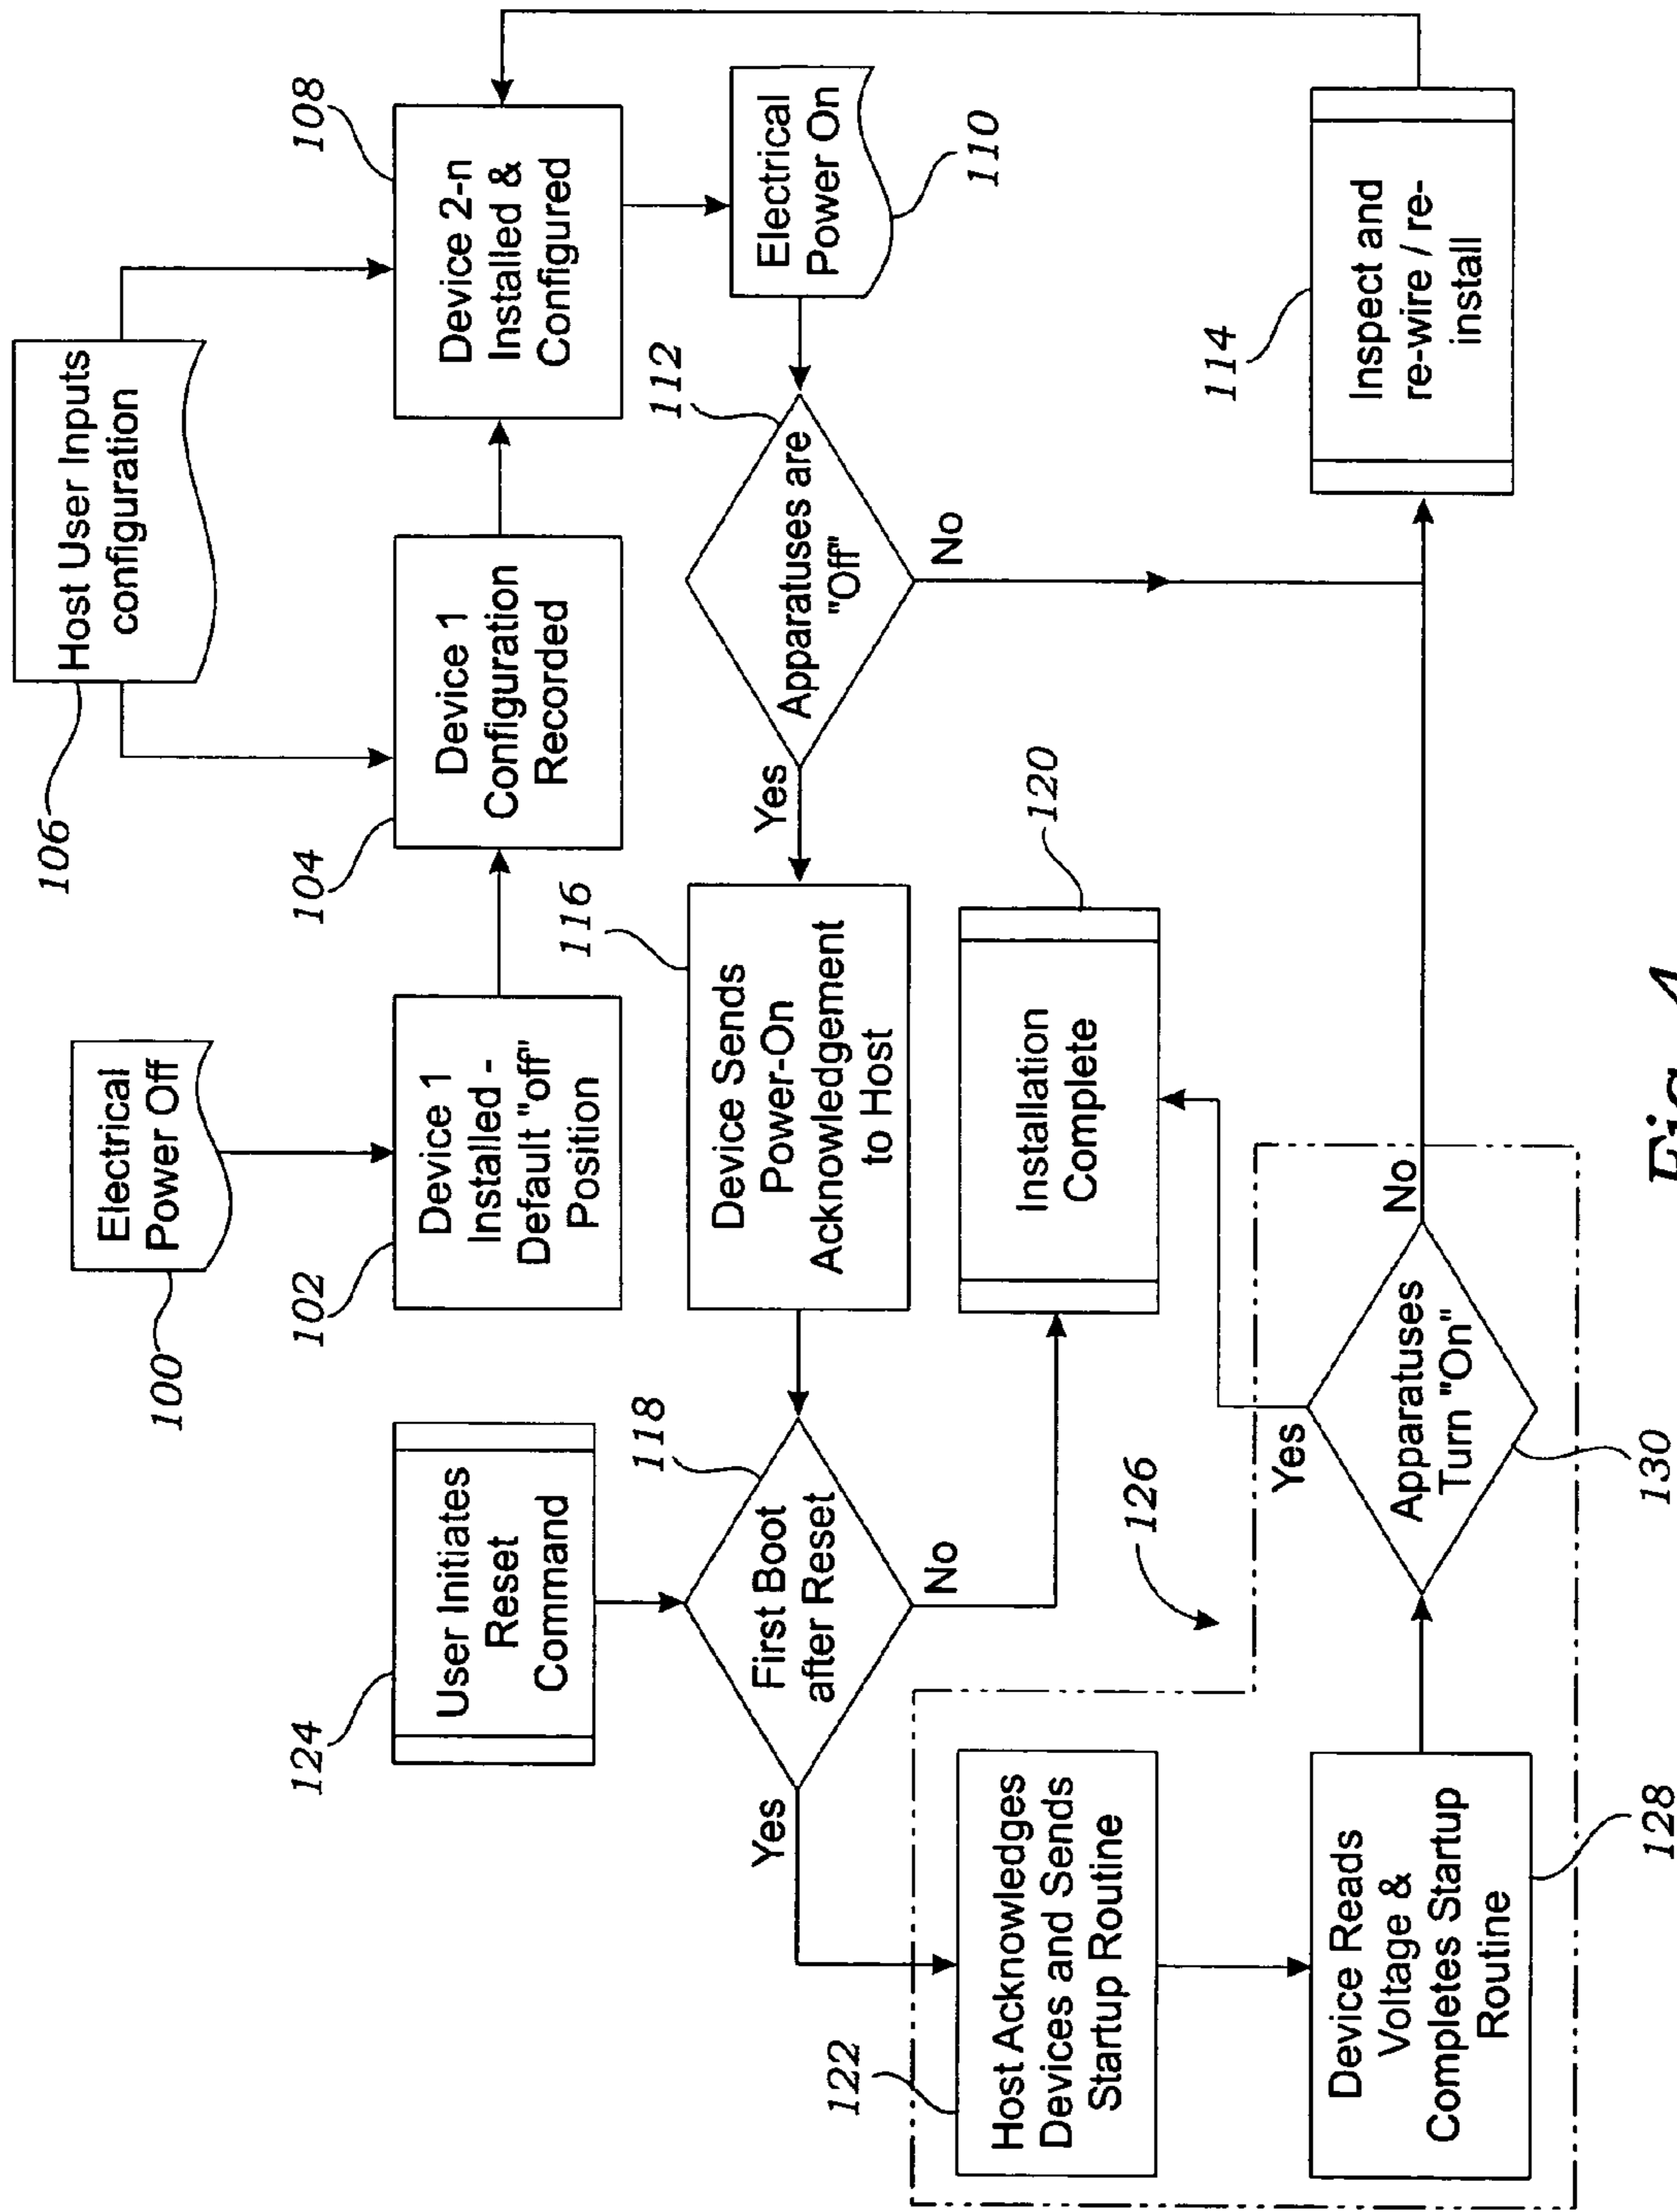 100
Electrical
Power Off
102
Device 1
Installed -
Default "off"
Position
104
Device 1
Configuration
Recorded
106
Host User Inputs
configuration
108
Device 2-n
Installed &
Configured
Electrical
Power On
110
112
Apparatuses are
"Off"
Yes
No
114
Inspect and
re-wire / re-
install
116
Device Sends
Power-On
Acknowledgement
to Host
118
First Boot
after Reset
Yes
No
120
Installation
Complete
124
User Initiates
Reset
Command
122
Host Acknowledges
Devices and Sends
Startup Routine
126
Device Reads
Voltage &
Completes Startup
Routine
128
Apparatuses
Turn "On"
Yes
No
130
Fig. 4